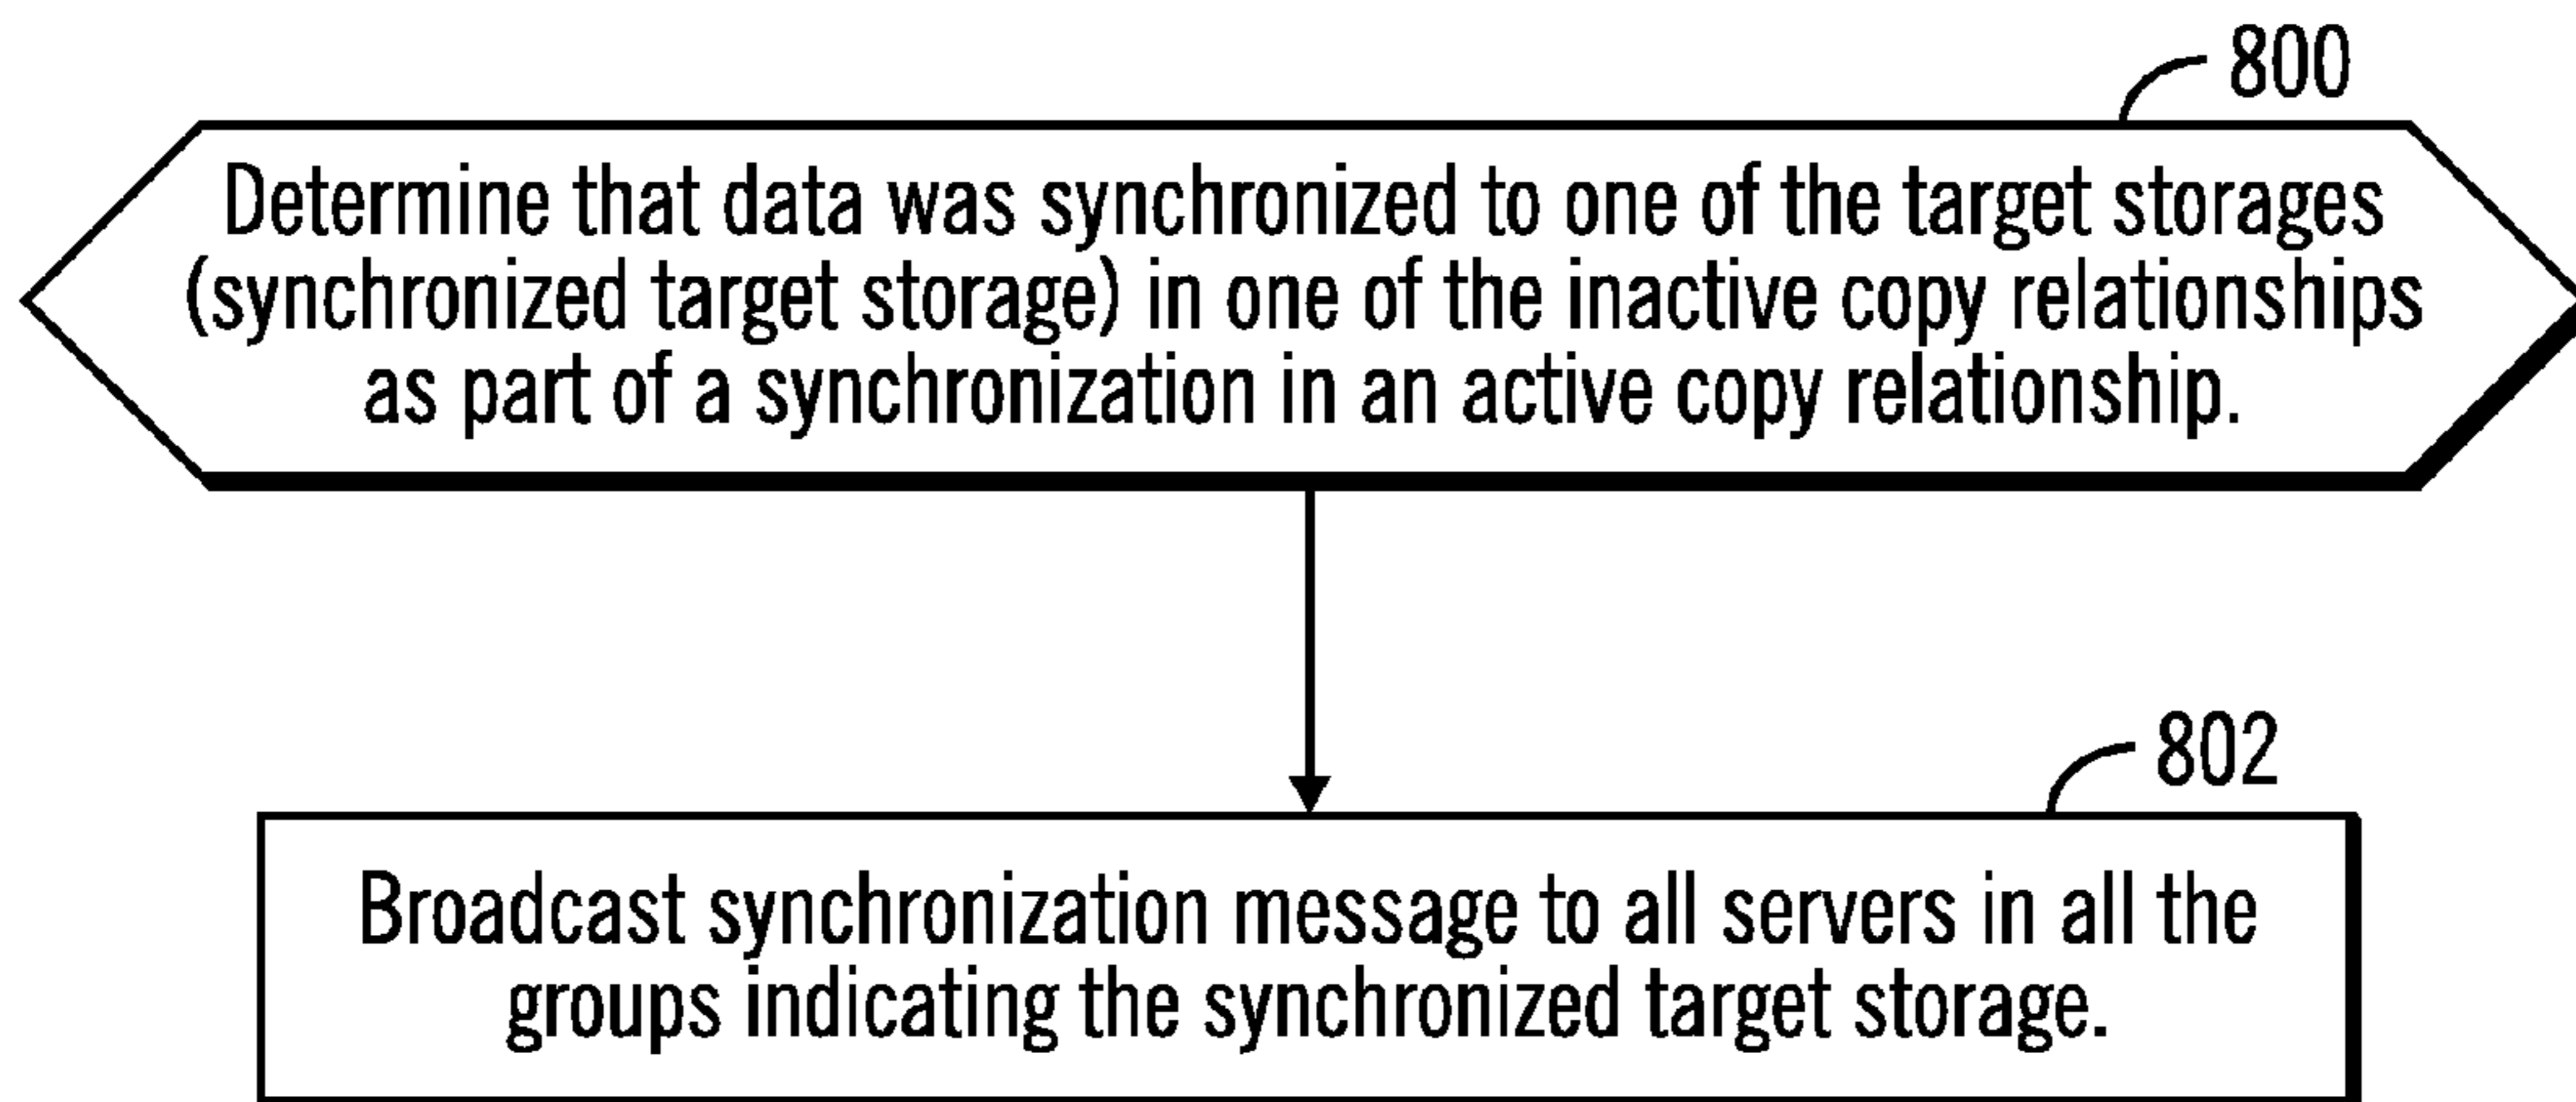 800
Determine that data was synchronized to one of the target storages
(synchronized target storage) in one of the inactive copy relationships
as part of a synchronization in an active copy relationship.
802
Broadcast synchronization message to all servers in all the
groups indicating the synchronized target storage.